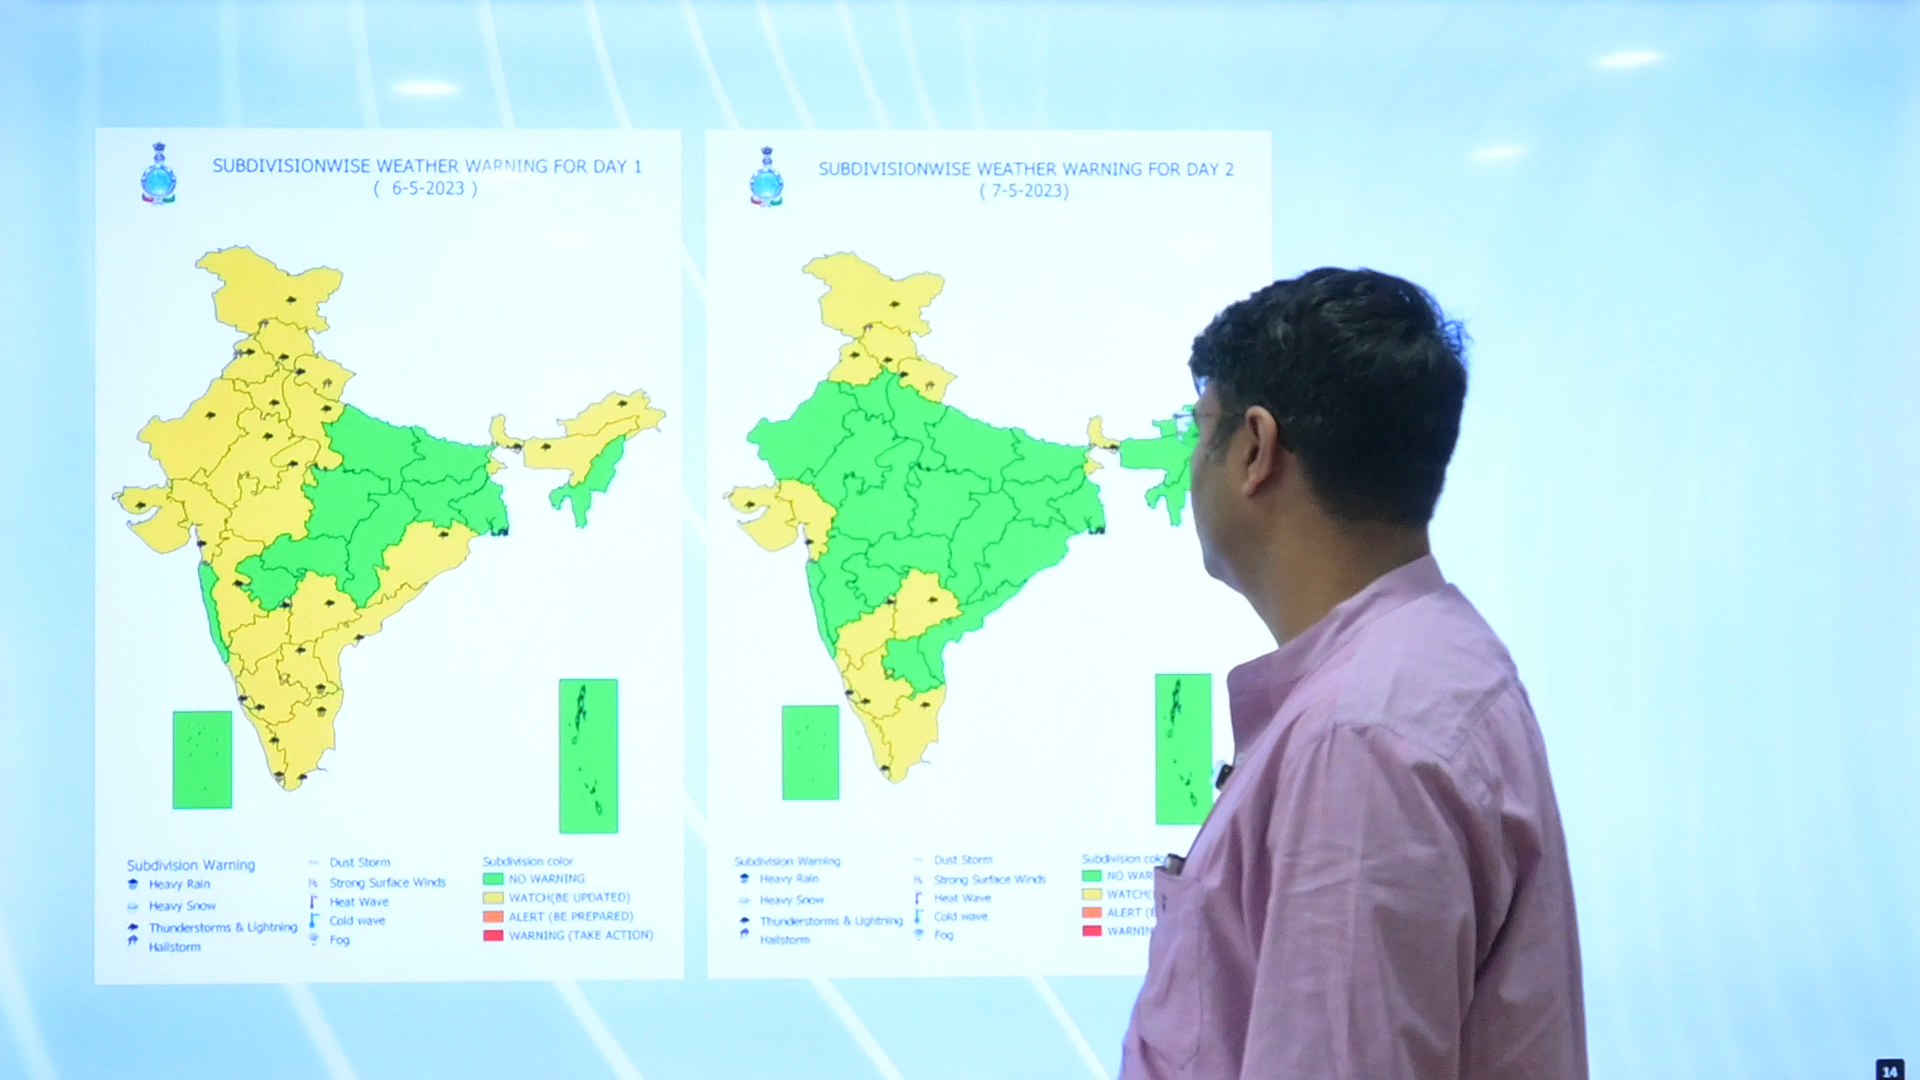 SUBDIVISIONWISE WEATHER WARNING FOR DAY 1
( 6-5-2023 )
Subdivision Warning
Heavy Rain
Heavy Snow
Thunderstorms & Lightning
Hailstorm
Dust Storm
Strong Surface Winds
Heat Wave
Cold wave
Fog
Subdivision color
NO WARNING
WATCH(BE UPDATED)
ALERT (BE PREPARED)
WARNING (TAKE ACTION)
SUBDIVISIONWISE WEATHER WARNING FOR DAY 2
( 7-5-2023)
Subdivision Warning
Heavy Rain
Heavy Snow
Thunderstorms & Lightning
Hailstorm
Dust Storm
Strong Surface Winds
Heat Wave
Cold wave
Fog
Subdivision
NO
WATCH(
ALERT
14